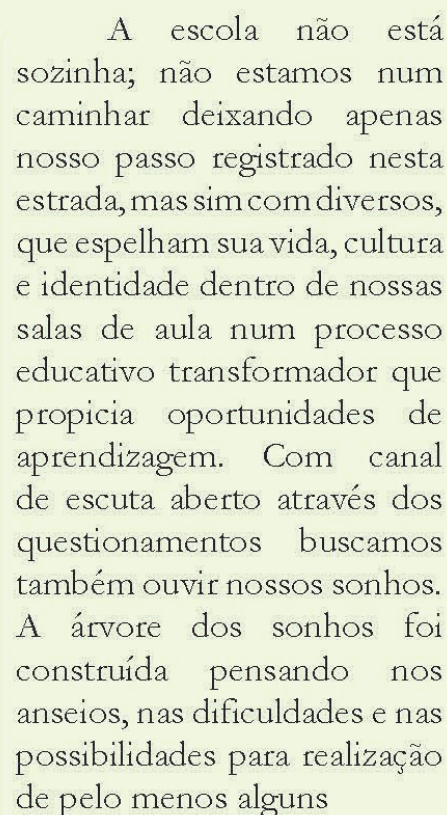 A escola não está
sozinha; não estamos num
caminhar deixando apenas
nosso passo registrado nesta
estrada, mas sim com diversos,
que espelham sua vida, cultura
e identidade dentro de nossas
salas de aula num processo
educativo transformador que
propicia oportunidades de
aprendizagem. Com canal
de escuta aberto através dos
questionamentos buscamos
também ouvir nossos sonhos.
A árvore dos sonhos foi
construída pensando nos
anseios, nas dificuldades e nas
possibilidades para realização
de pelo menos alguns